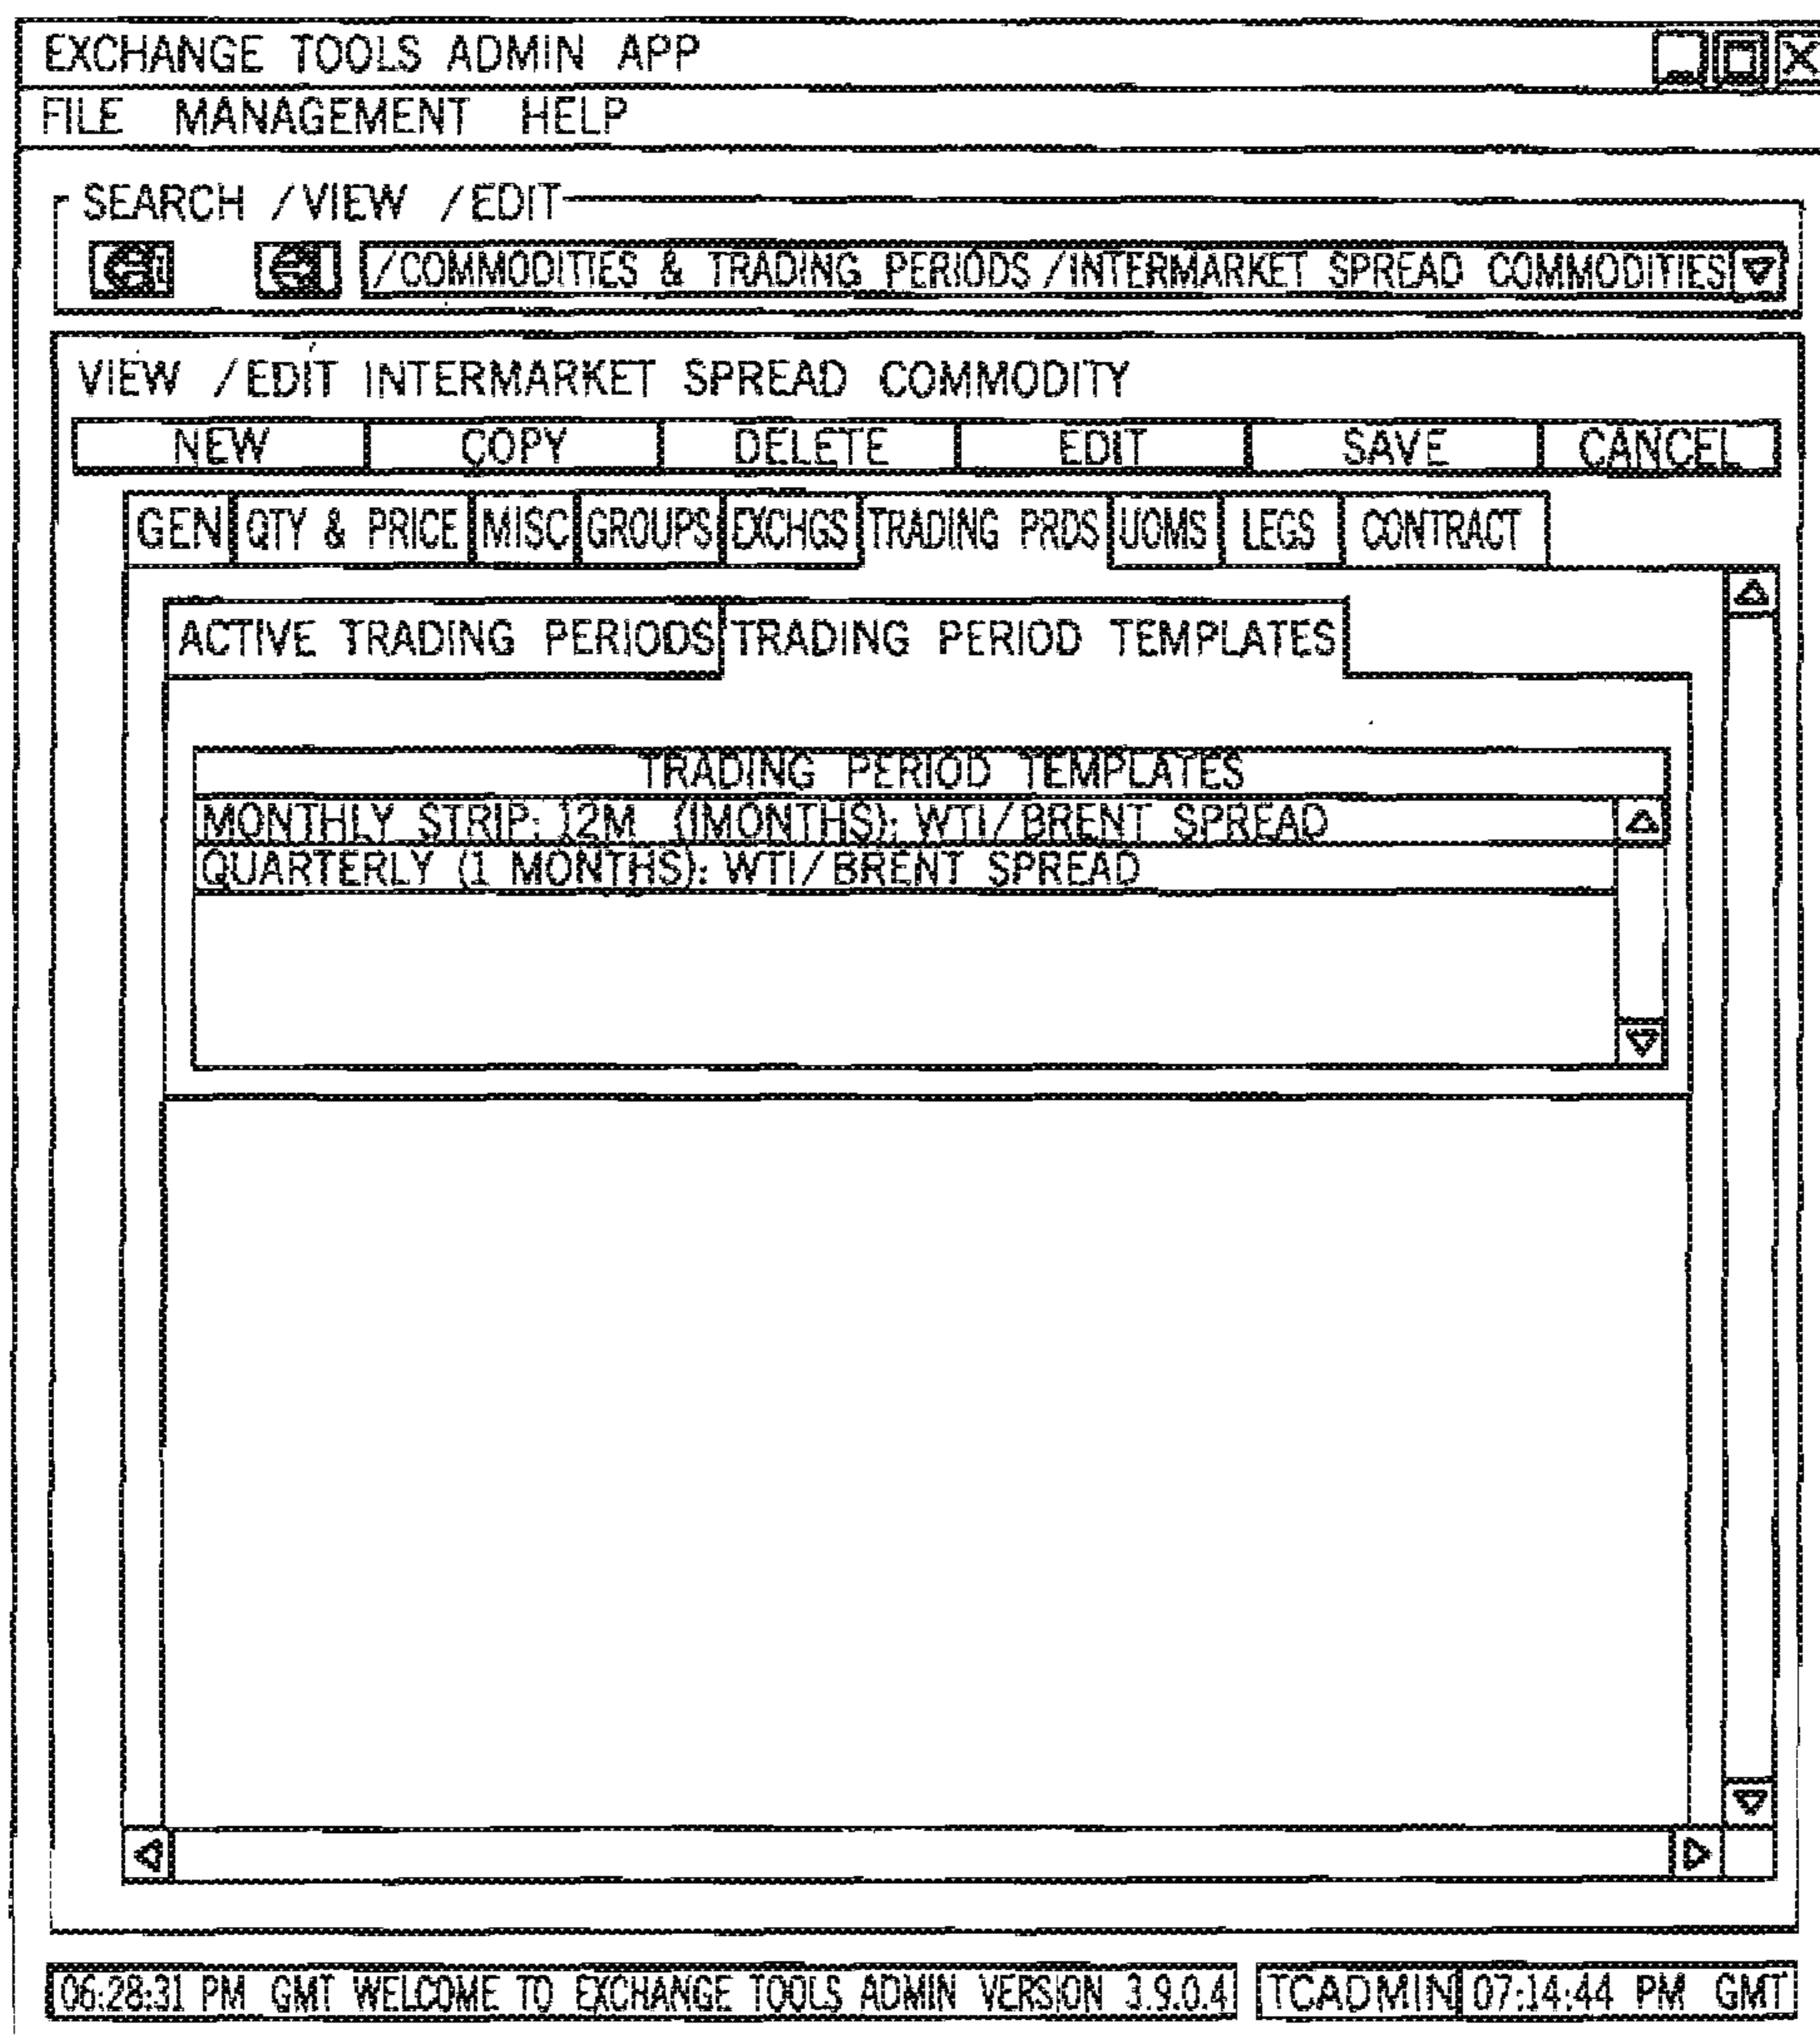 EXCHANGE TOOLS ADMIN APP
FILE MANAGEMENT HELP
SEARCH / VIEW / EDIT
/COMMODITIES & TRADING PERIODS /INTERMARKET SPREAD COMMODITIES
VIEW / EDIT INTERMARKET SPREAD COMMODITY
NEW COPY DELETE EDIT SAVE CANCEL
GEN QTY & PRICE MISC GROUPS EXCHGS TRADING PRDS UOMS LEGS CONTRACT
ACTIVE TRADING PERIODS TRADING PERIOD TEMPLATES
TRADING PERIOD TEMPLATES
MONTHLY STRIP: 12M (1MONTHS): WTI/BRENT SPREAD
QUARTERLY (1 MONTHS): WTI/BRENT SPREAD
06:28:31 PM GMT WELCOME TO EXCHANGE TOOLS ADMIN VERSION 3.9.0.4 TCADMIN 07:14:44 PM GMT